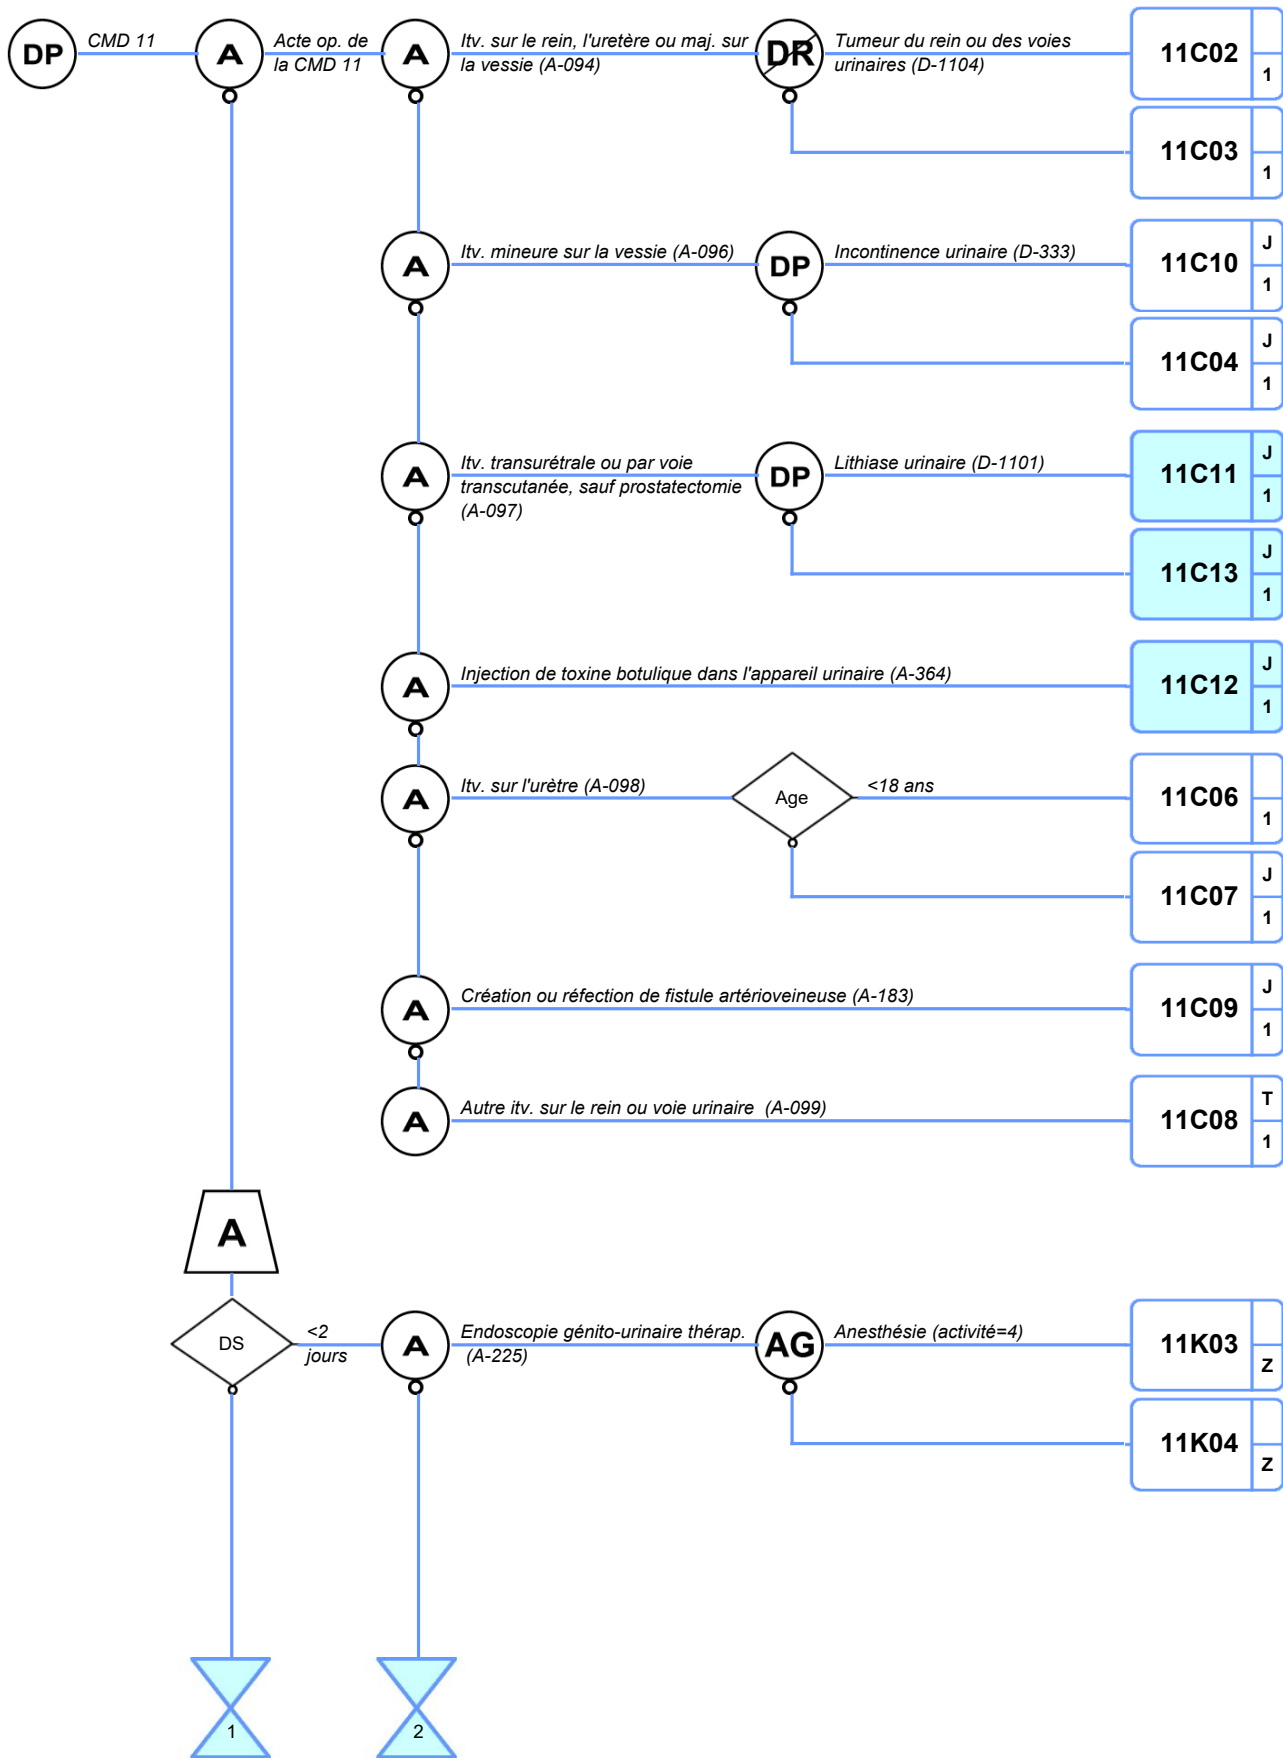 DP
CMD 11
A
Acte op. de
la CMD 11
A
Itv. sur le rein, l'uretère ou maj. sur
la vessie (A-094)
DR
Tumeur du rein ou des voies
urinaires (D-1104)
11C02
1
11C03
1
A
Itv. mineure sur la vessie (A-096)
DP
Incontinence urinaire (D-333)
11C10
J
1
11C04
J
1
A
Itv. transurétrale ou par voie
transcutanée, sauf prostatectomie
(A-097)
DP
Lithiase urinaire (D-1101)
11C11
J
1
11C13
J
1
A
Injection de toxine botulique dans l'appareil urinaire (A-364)
11C12
J
1
A
Itv. sur l'urètre (A-098)
Age
<18 ans
11C06
1
11C07
J
1
A
Création ou réfection de fistule artérioveineuse (A-183)
11C09
J
1
A
Autre itv. sur le rein ou voie urinaire (A-099)
11C08
T
1
A
DS
<2
jours
A
Endoscopie génito-urinaire thérap.
(A-225)
AG
Anesthésie (activité=4)
11K03
Z
11K04
Z
1
2